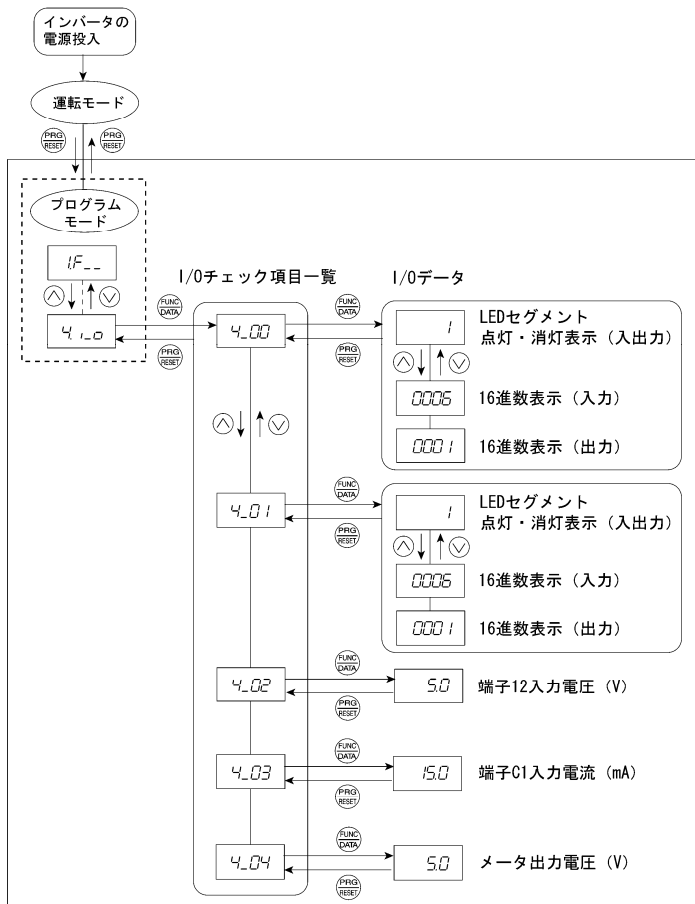 インバータの
電源投入
運転モード
PRG
RESET
PRG
RESET
プログラム
モード
1.F__
4.i_o
I/Oチェック項目一覧
I/Oデータ
FUNC
DATA
PRG
RESET
4_00
FUNC
DATA
PRG
RESET
1
LEDセグメント
点灯・消灯表示（入出力）
0006
16進数表示（入力）
0001
16進数表示（出力）
4_01
FUNC
DATA
PRG
RESET
1
LEDセグメント
点灯・消灯表示（入出力）
0006
16進数表示（入力）
0001
16進数表示（出力）
4_02
FUNC
DATA
PRG
RESET
5.0
端子12入力電圧（V）
4_03
FUNC
DATA
PRG
RESET
15.0
端子C1入力電流（mA）
4_04
FUNC
DATA
PRG
RESET
5.0
メータ出力電圧（V）